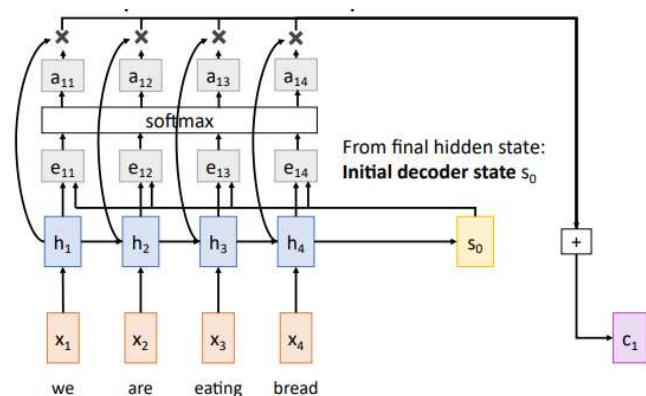 a11 a12 a13 a14
softmax
From final hidden state:
Initial decoder state s0
e11 e12 e13 e14
h1 h2 h3 h4 s0 +
x1 x2 x3 x4 c1
we are eating bread